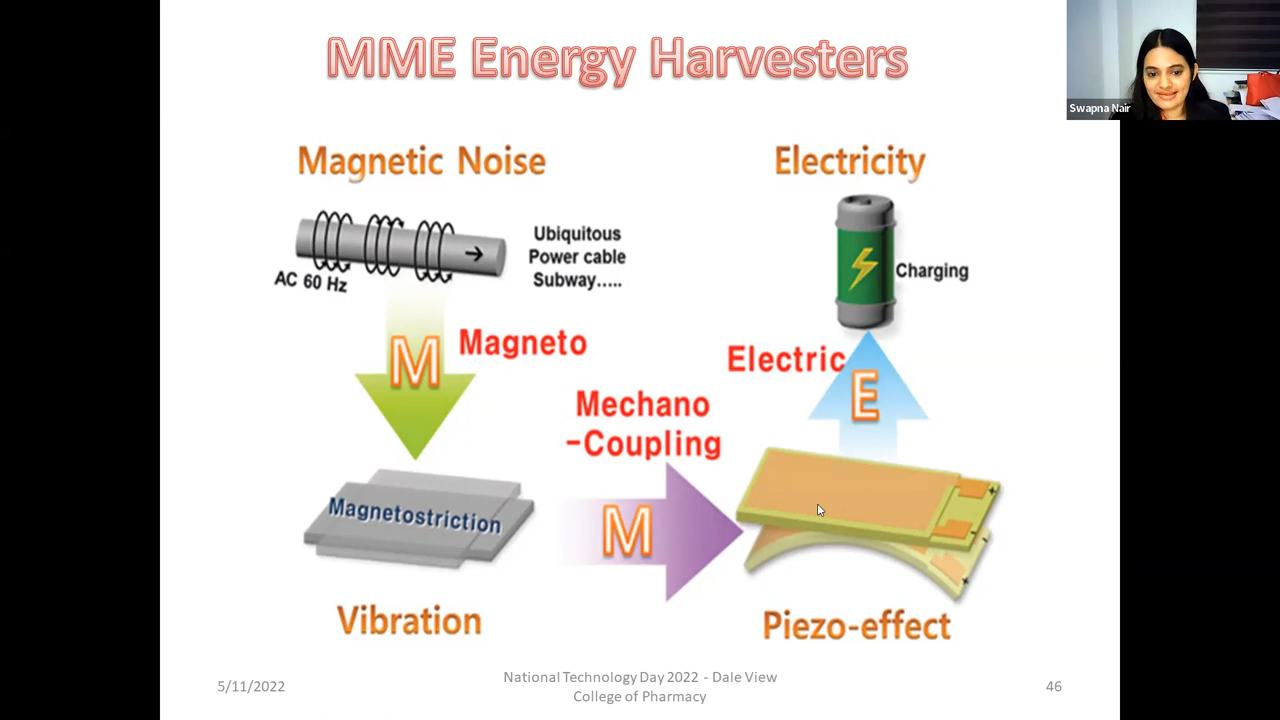 MME Energy Harvesters
Swapna Nair
Magnetic Noise
Electricity
AC 60 Hz
Ubiquitous
Power cable
Subway.....
Charging
M
Magneto
Electric
E
Mechano
-Coupling
Magnetostriction
M
+
-
-
+
Vibration
Piezo-effect
5/11/2022
National Technology Day 2022 - Dale View
College of Pharmacy
46